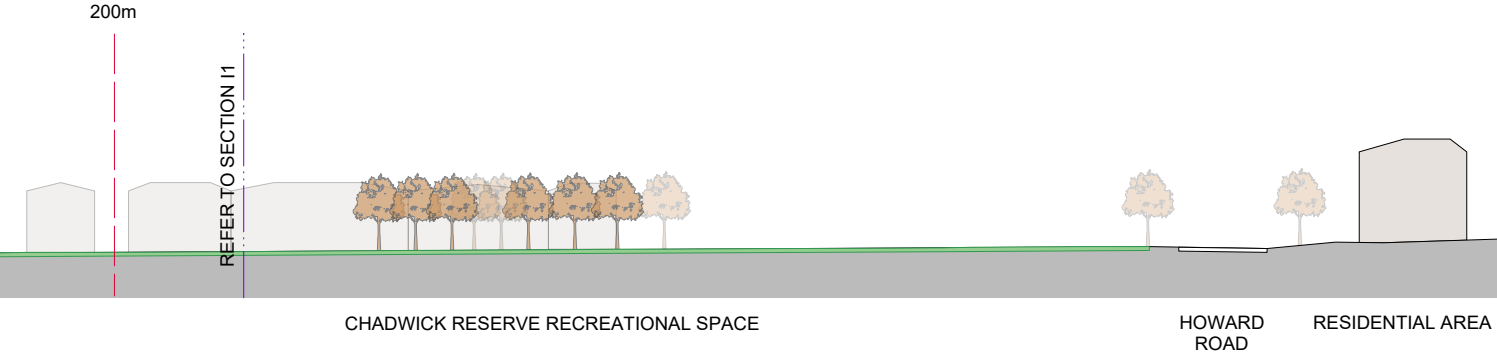 200m
REFER TO SECTION I1
CHADWICK RESERVE RECREATIONAL SPACE
HOWARD
ROAD
RESIDENTIAL AREA